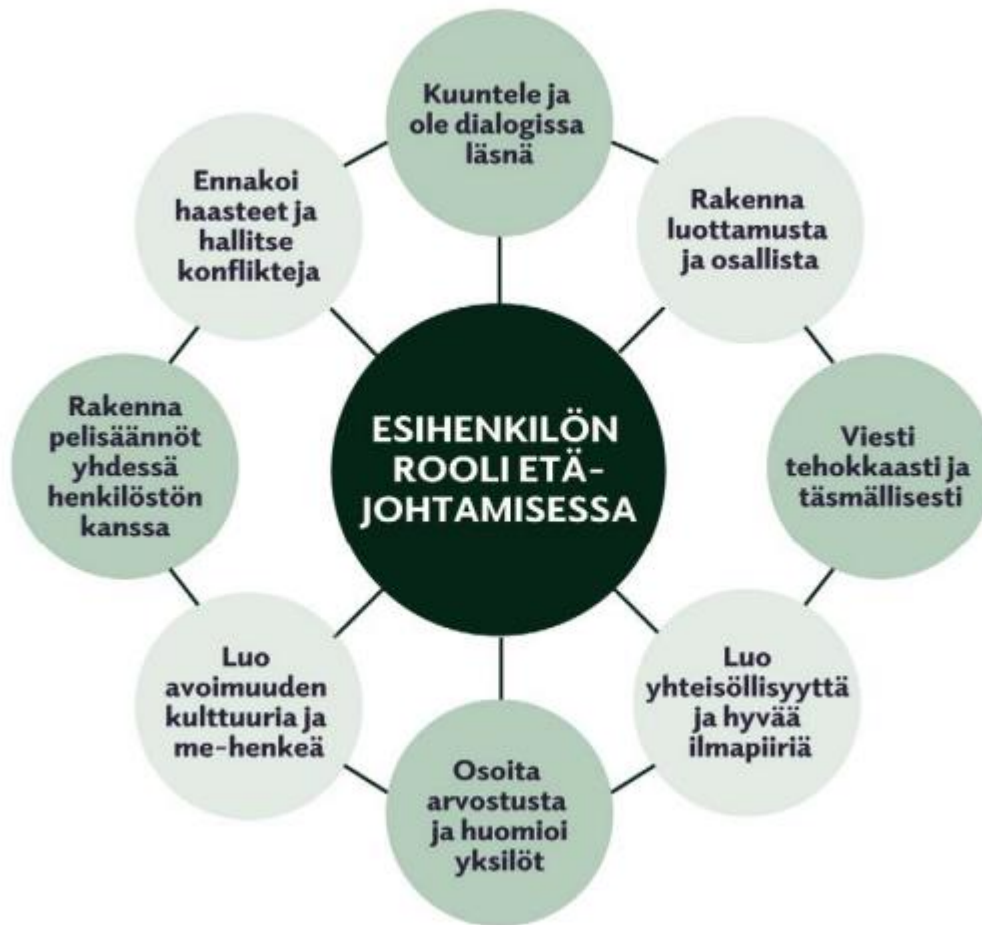 Kuuntele ja
ole dialogissa
läsnä
Rakenna
luottamusta
ja osallista
Viesti
tehokkaasti ja
täsmällisesti
Luo
yhteisöllisyyttä
ja hyvää
ilmapiiriä
Osoita
arvostusta
ja huomioi
yksilöt
Luo
avoimuuden
kulttuuria ja
me-henkeä
Rakenna
pelisäännöt
yhdessä
henkilöstön
kanssa
Ennakoi
haasteet ja
hallitse
konflikteja
ESIHENKILÖN
ROOLI ETÄ-
JOHTAMISESSA